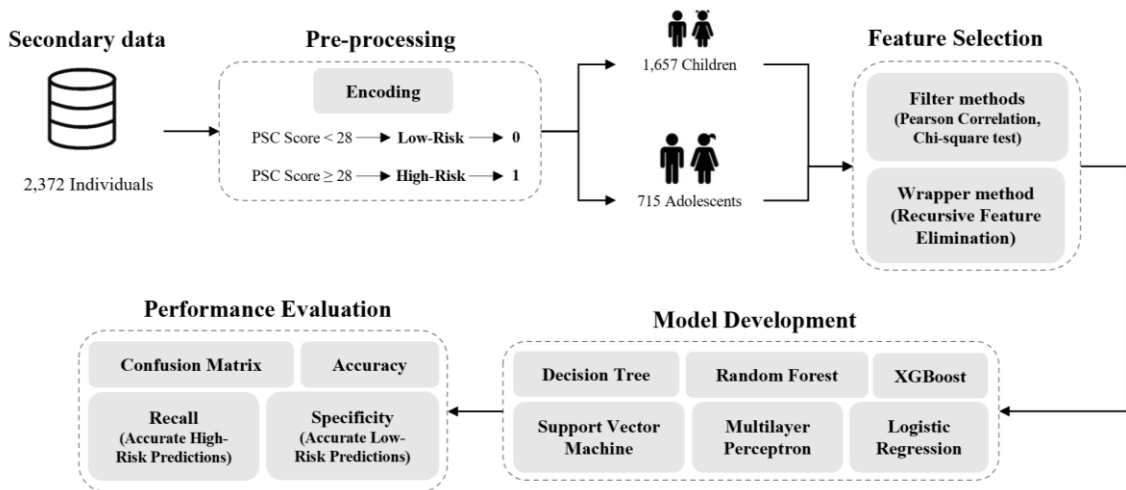 Secondary data
2,372 Individuals
Pre-processing
Encoding
PSC Score < 28 → Low-Risk → 0
PSC Score ≥ 28 → High-Risk → 1
1,657 Children
715 Adolescents
Feature Selection
Filter methods
(Pearson Correlation,
Chi-square test)
Wrapper method
(Recursive Feature
Elimination)
Model Development
Decision Tree
Random Forest
XGBoost
Support Vector
Machine
Multilayer
Perceptron
Logistic
Regression
Performance Evaluation
Confusion Matrix
Accuracy
Recall
(Accurate High-
Risk Predictions)
Specificity
(Accurate Low-
Risk Predictions)